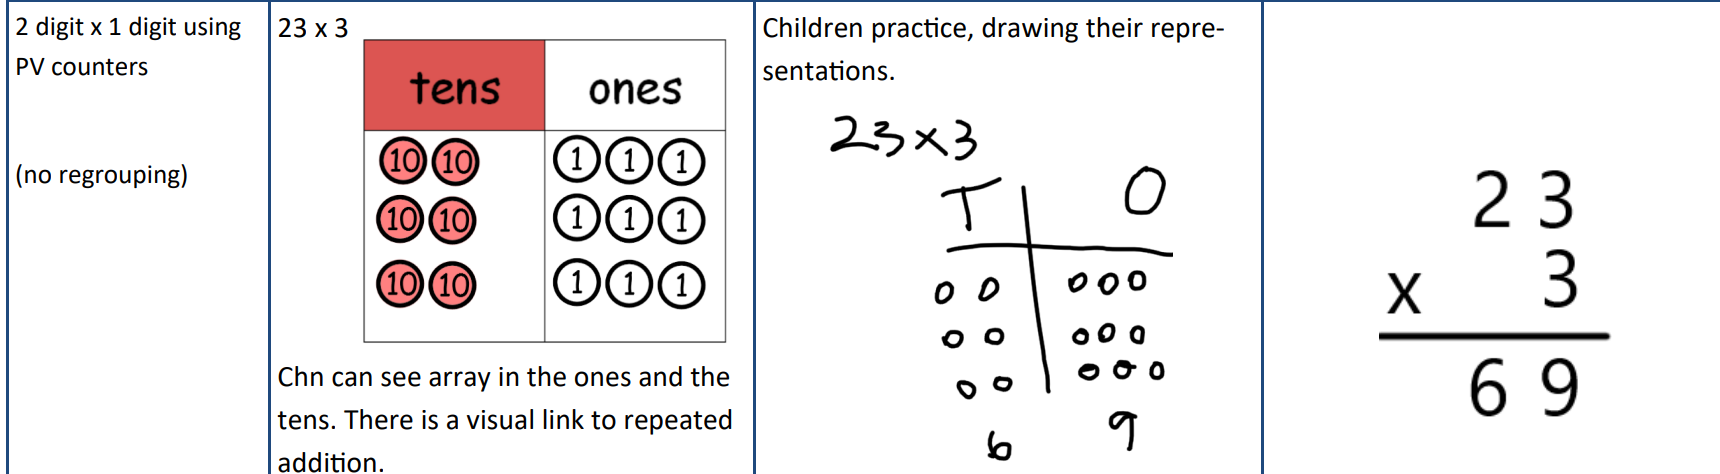 2 digit x 1 digit using
PV counters
(no regrouping)
23 x 3
tens ones
10 10 1 1 1
10 10 1 1 1
10 10 1 1 1
Chn can see array in the ones and the
tens. There is a visual link to repeated
addition.
Children practice, drawing their repre-
sentations.
23×3
T O
6 9
2 3
x 3
6 9